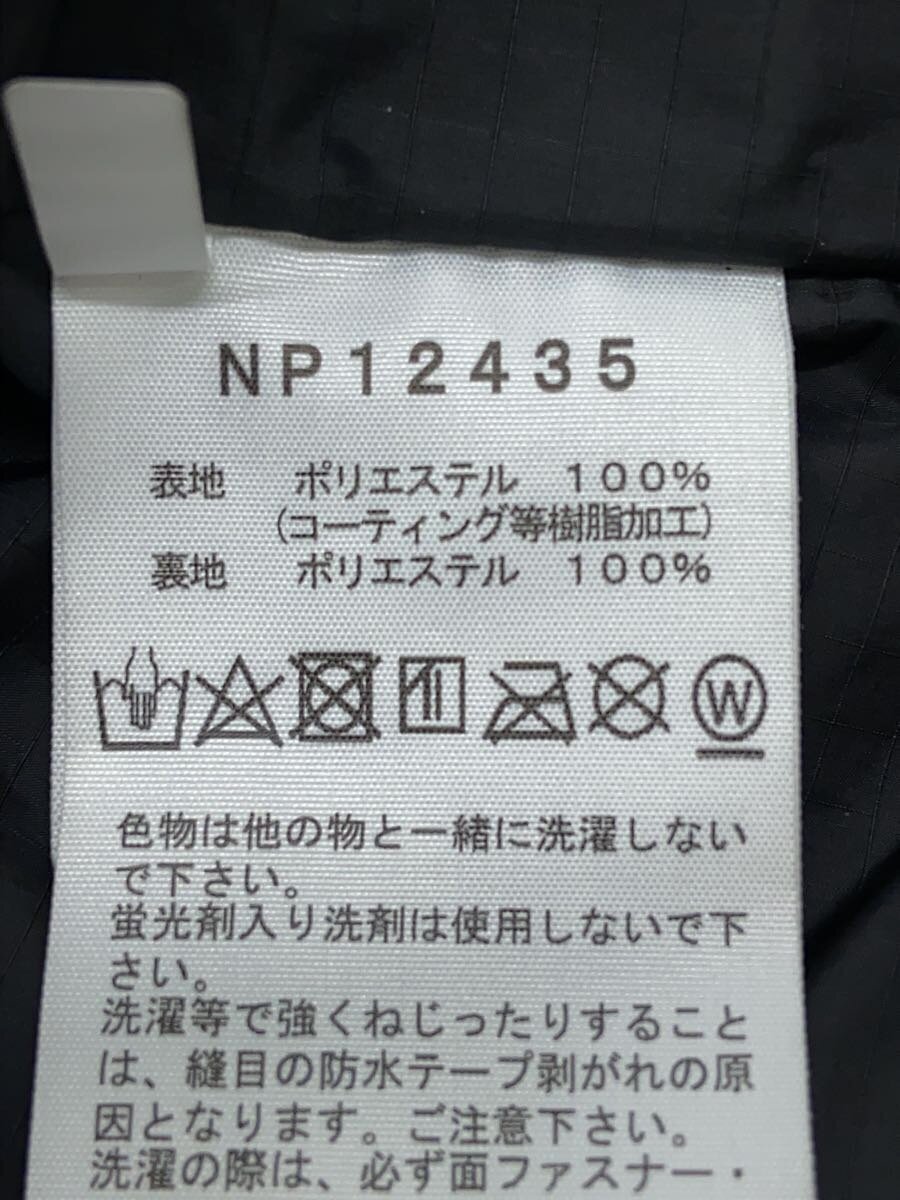 NP12435
表地 ポリエステル 100%
(コーティング等樹脂加工)
裏地 ポリエステル 100%
W
色物は他の物と一緒に洗濯しない
で下さい。
蛍光剤入り洗剤は使用しないで下
さい。
洗濯等で強くねじったりすること
は、縫目の防水テープ剥がれの原
因となります。ご注意下さい。
洗濯の際は、必ず面ファスナー・